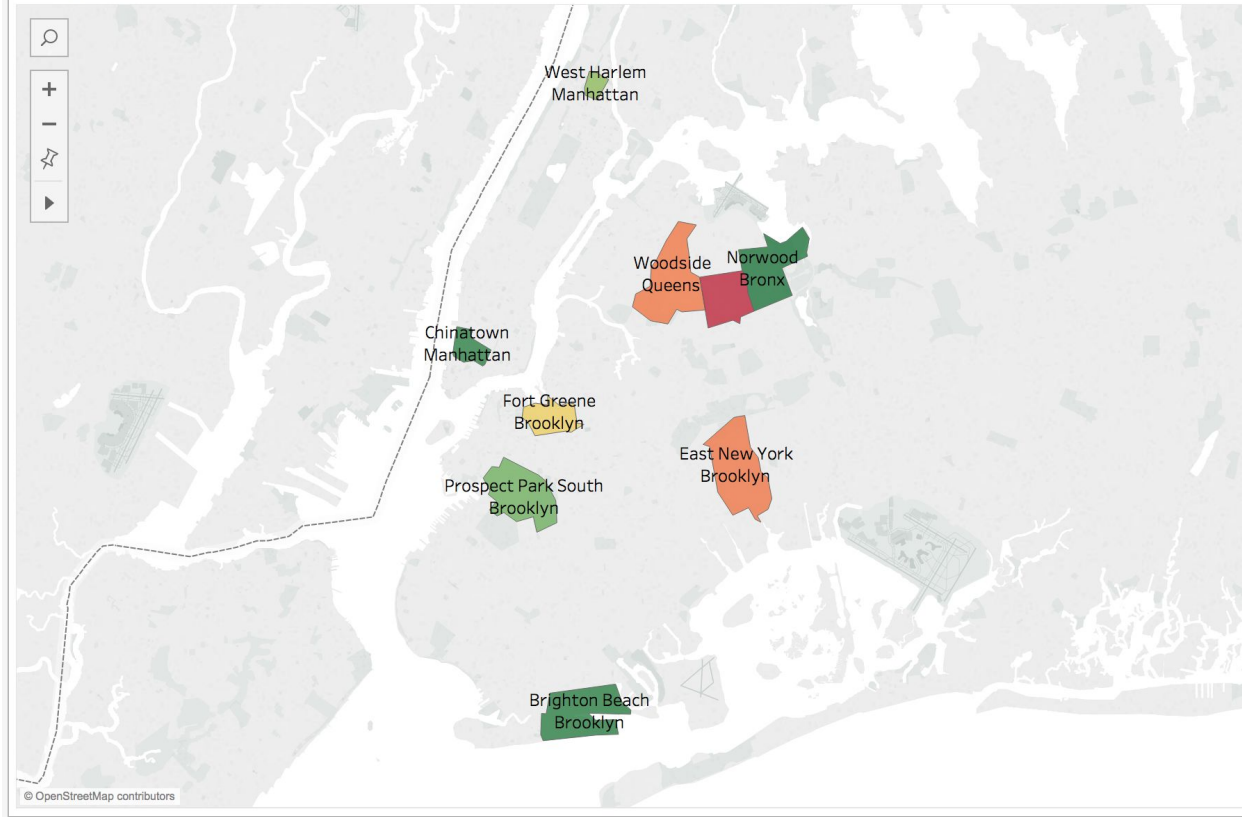 West Harlem
Manhattan
Woodside
Queens
Norwood
Bronx
Chinatown
Manhattan
Fort Greene
Brooklyn
East New York
Brooklyn
Prospect Park South
Brooklyn
Brighton Beach
Brooklyn
© OpenStreetMap contributors